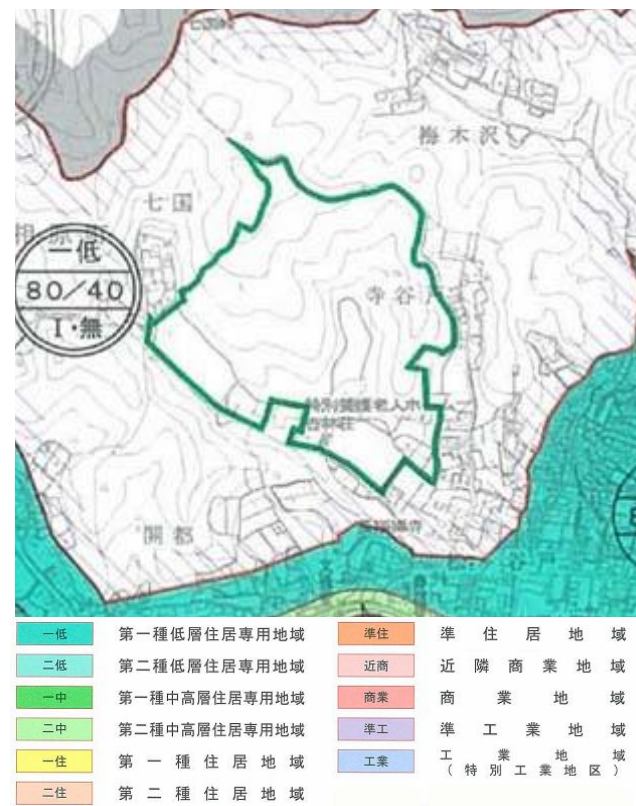 梅木沢
七国
相原町
一低
80/40
I・無
寺谷戸
特別養護老人ホーム
開都
一低 第一種低層住居専用地域
二低 第二種低層住居専用地域
一中 第一種中高層住居専用地域
二中 第二種中高層住居専用地域
一住 第一種住居地域
二住 第二種住居地域
準住 準住居地域
近商 近隣商業地域
商業 商業地域
準工 準工業地域
工業 工業地域
(特別工業地区)